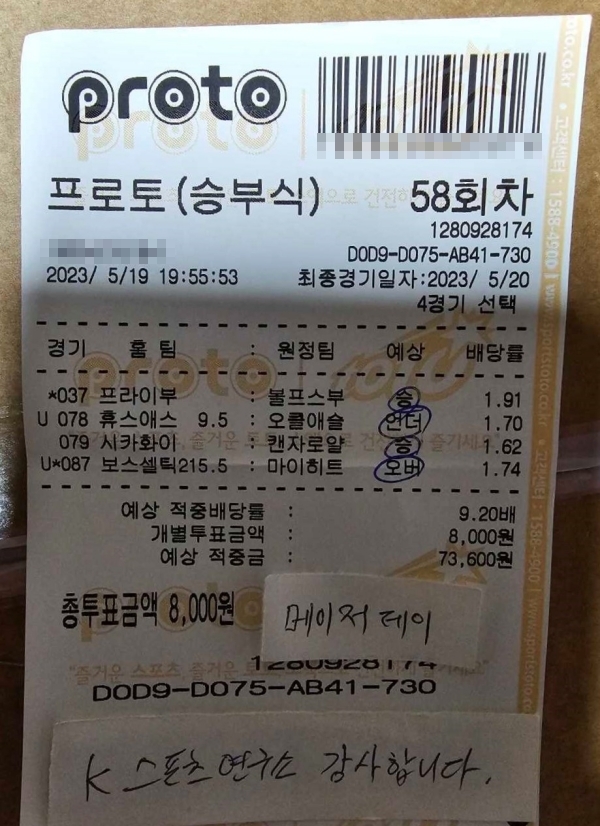 proto
프로토(승부식) 58회차
1280928174
D0D9-D075-AB41-730
2023/ 5/19 19:55:53 최종경기일자:2023/ 5/20
4경기 선택
경기 홈 팀 : 원정팀 예상 배당률
*037 프라이부 : 볼프스부 승 1.91
U 078 휴스애스 9.5 : 오클애슬 언더 1.70
079 시카화이 : 캔자로얄 승 1.62
U*087 보스셀틱215.5 : 마이히트 오버 1.74
예상 적중배당률 : 9.20배
개별투표금액 : 8,000원
예상 적중금 : 73,600원
총투표금액 8,000원
메이저 데이
1280928174
D0D9-D075-AB41-730
K 스포츠 연구소 감사합니다.
고객센터 : 1588-4900